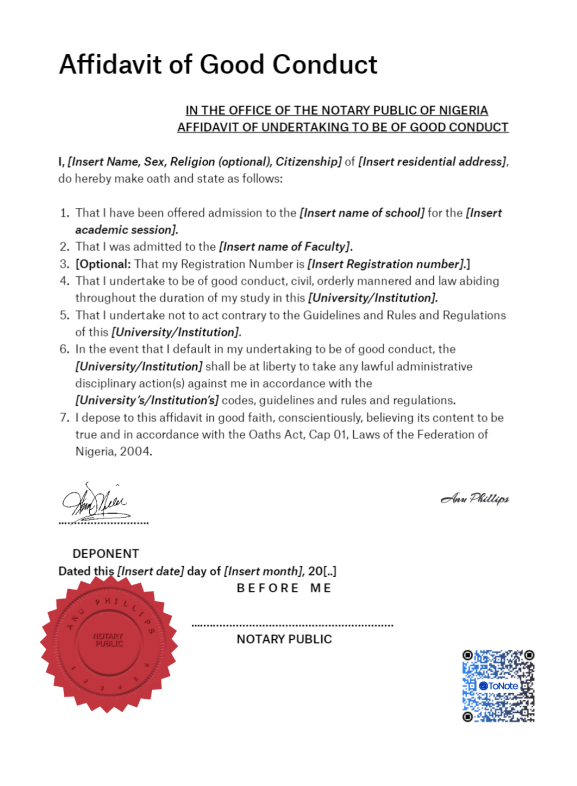 Affidavit of Good Conduct
IN THE OFFICE OF THE NOTARY PUBLIC OF NIGERIA
AFFIDAVIT OF UNDERTAKING TO BE OF GOOD CONDUCT
I, [Insert Name, Sex, Religion (optional), Citizenship] of [Insert residential address],
do hereby make oath and state as follows:
1. That I have been offered admission to the [Insert name of school] for the [Insert
academic session].
2. That I was admitted to the [Insert name of Faculty].
3. [Optional: That my Registration Number is [Insert Registration number].]
4. That I undertake to be of good conduct, civil, orderly mannered and law abiding
throughout the duration of my study in this [University/Institution].
5. That I undertake not to act contrary to the Guidelines and Rules and Regulations
of this [University/Institution].
6. In the event that I default in my undertaking to be of good conduct, the
[University/Institution] shall be at liberty to take any lawful administrative
disciplinary action(s) against me in accordance with the
[University's/Institution's] codes, guidelines and rules and regulations.
7. I depose to this affidavit in good faith, conscientiously, believing its content to be
true and in accordance with the Oaths Act, Cap 01, Laws of the Federation of
Nigeria, 2004.
Anu Phillips
............................
DEPONENT
Dated this [Insert date] day of [Insert month], 20[..]
BEFORE ME
ANU PHILLIPS
..............................................................
NOTARY PUBLIC
NOTARY
PUBLIC
ToNote